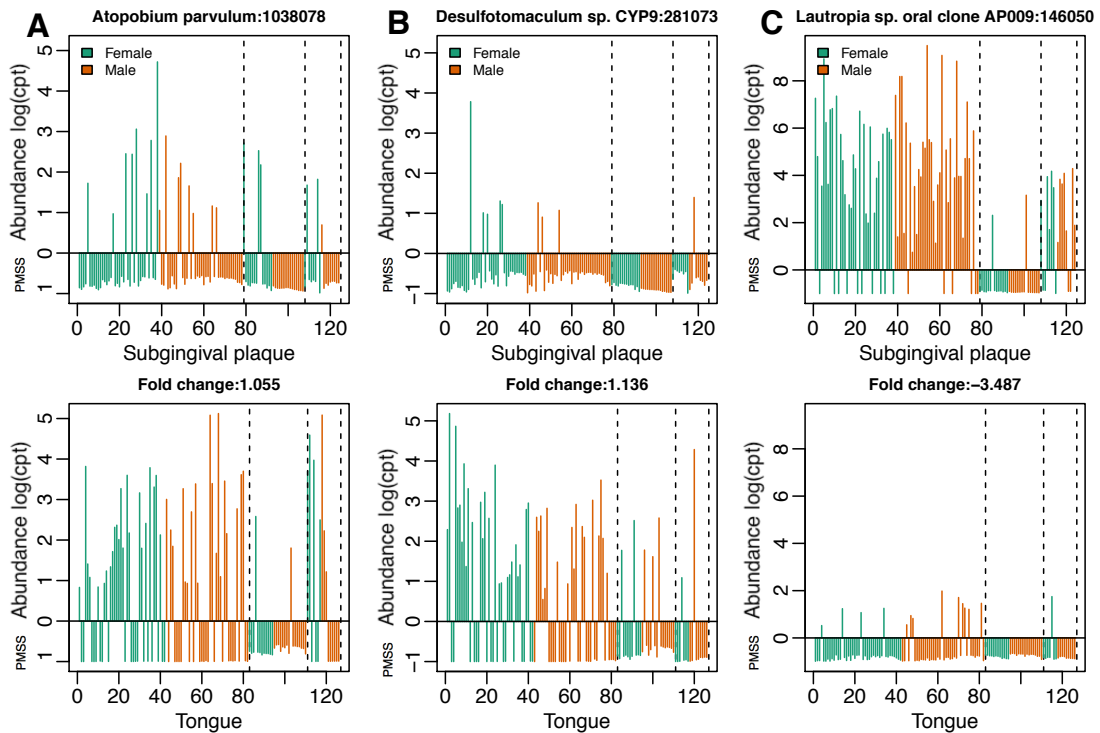 A
Atopobium parvulum:1038078
B
Desulfotomaculum sp. CYP9:281073
C
Lautropia sp. oral clone AP009:146050
Female
Male
Abundance log(cpt)
PMSS
5
4
3
2
1
0
1
0
20
40
60
80
120
Subgingival plaque
Female
Male
Abundance log(cpt)
PMSS
5
4
3
2
1
0
−1
0
20
40
60
80
120
Subgingival plaque
Female
Male
Abundance log(cpt)
PMSS
8
6
4
2
0
0
20
40
60
80
120
Subgingival plaque
Fold change:1.055
Fold change:1.136
Fold change:−3.487
Abundance log(cpt)
PMSS
5
4
3
2
1
0
1
0
20
40
60
80
120
Tongue
Abundance log(cpt)
PMSS
5
4
3
2
1
0
−1
0
20
40
60
80
120
Tongue
Abundance log(cpt)
PMSS
8
6
4
2
0
0
20
40
60
80
120
Tongue